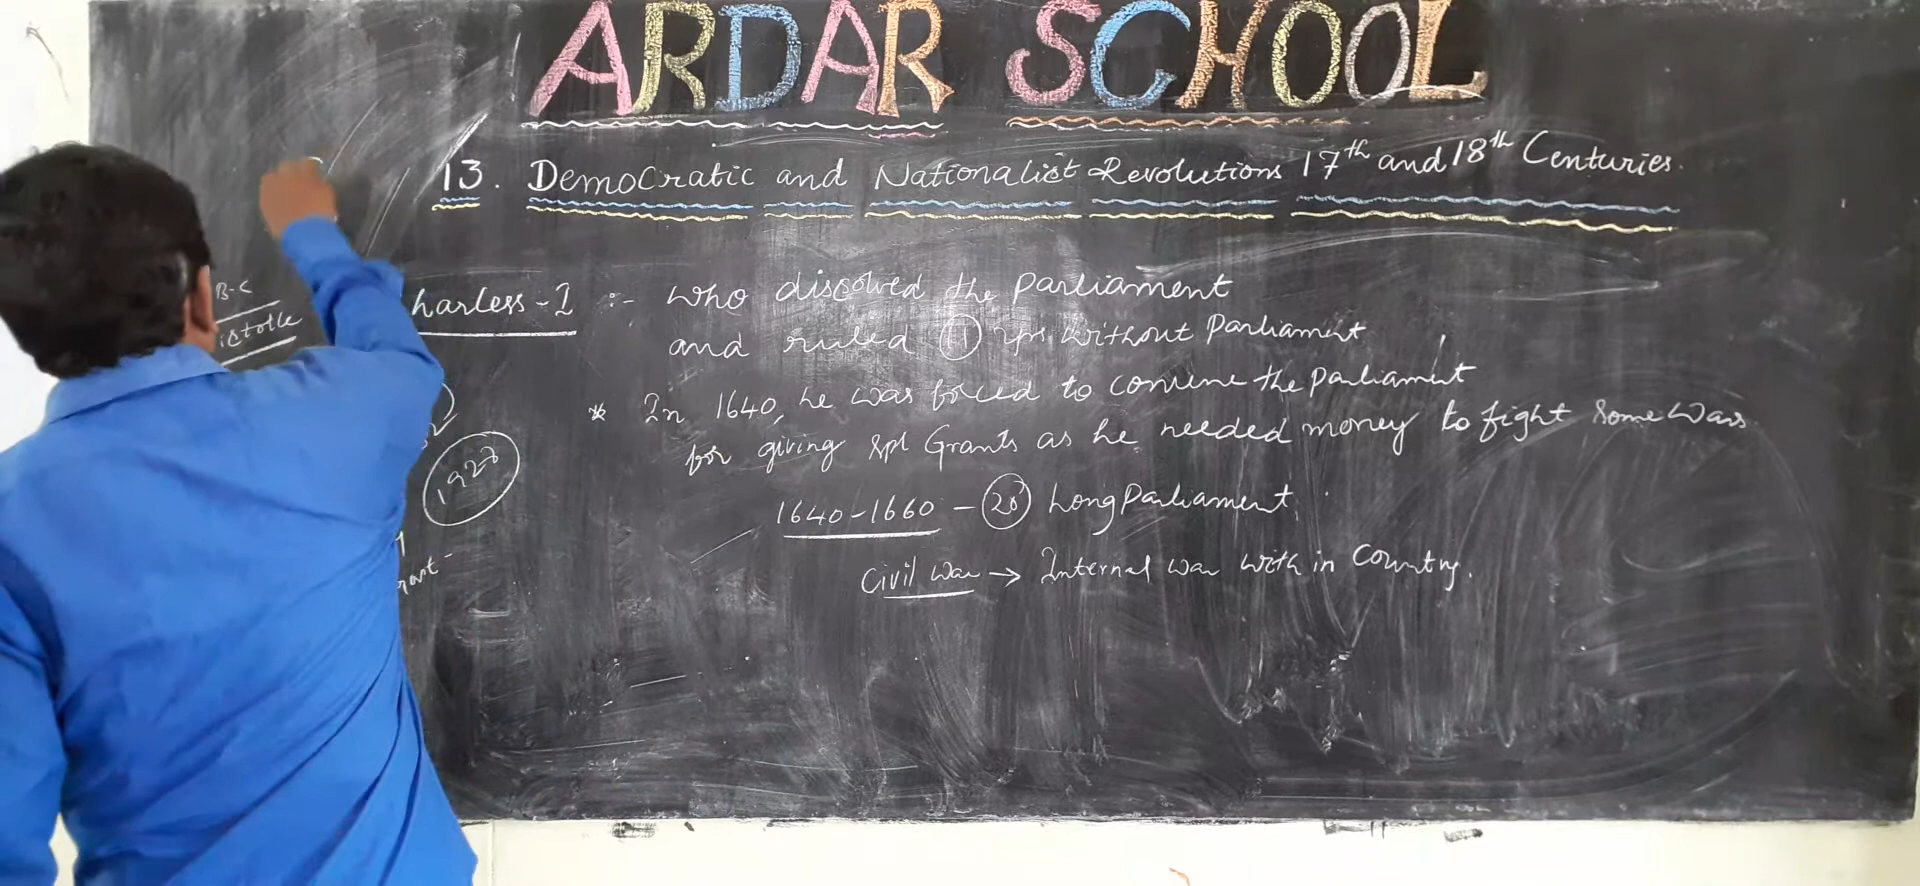 ARDAR SCHOOL
13. Democratic and Nationalist Revolutions 17th and 18th Centuries.
B-C
istotle
harless-I :- who disolved the parliament
and ruled 11 yrs without Parliament
* In 1640, he was forced to convene the parliament
for giving spl Grants as he needed money to fight some Wars
1928
1640-1660 - 20 Long Parliament.
Civil War → Internal war with in Country.